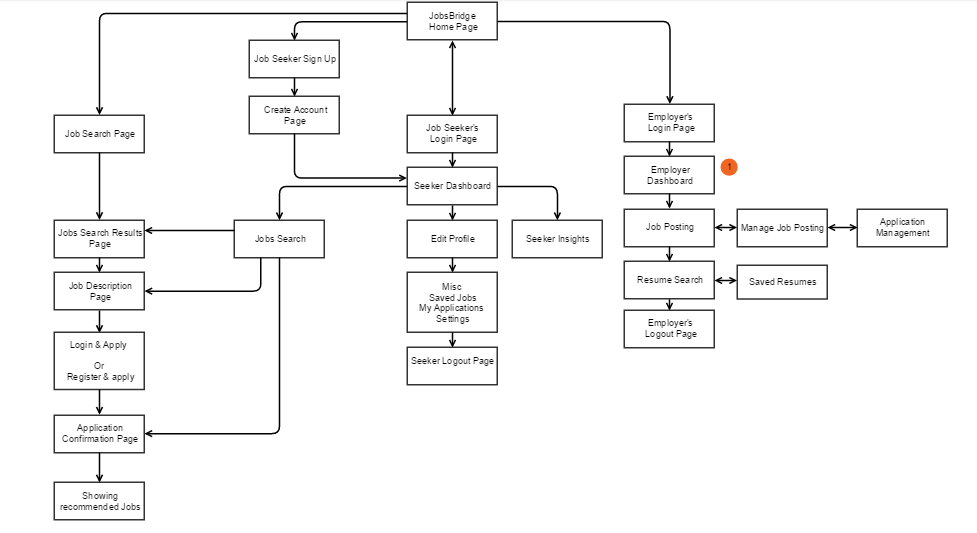 JobsBridge
Home Page
Job Seeker Sign Up
Create Account
Page
Job Search Page
Job Seeker's
Login Page
Employer's
Login Page
Employer
Dashboard
1
Seeker Dashboard
Jobs Search Results
Page
Jobs Search
Edit Profile
Seeker Insights
Job Posting
Manage Job Posting
Application
Management
Job Description
Page
Misc
Saved Jobs
My Applications
Settings
Resume Search
Saved Resumes
Employer's
Logout Page
Login & Apply
Or
Register & apply
Seeker Logout Page
Application
Confirmation Page
Showing
recommended Jobs